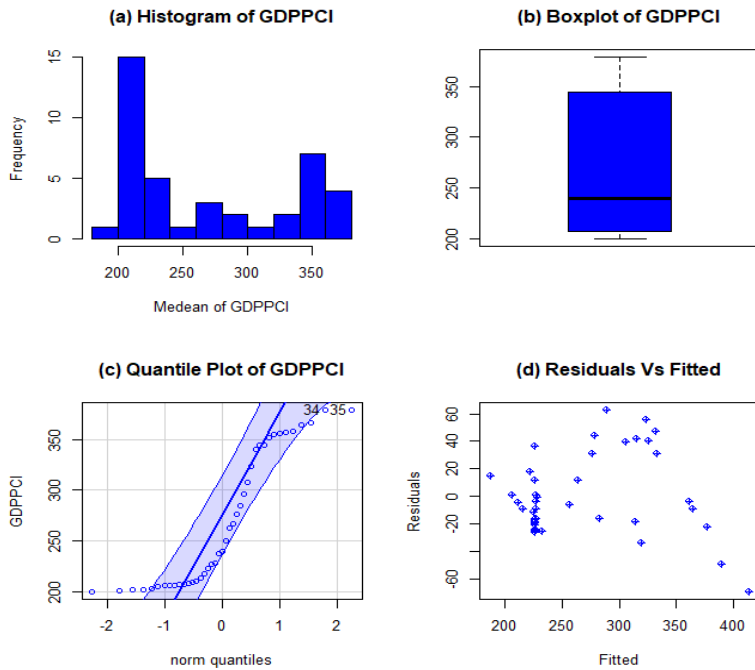 (a) Histogram of GDPPCI
Frequency
15
10
5
0
200 250 300 350
Medean of GDPPCI
(b) Boxplot of GDPPCI
350
300
250
200
(c) Quantile Plot of GDPPCI
GDPPCI
350
300
250
200
34 35
-2 -1 0 1 2
norm quantiles
(d) Residuals Vs Fitted
Residuals
60
40
20
0
-20
-60
200 250 300 350 400
Fitted